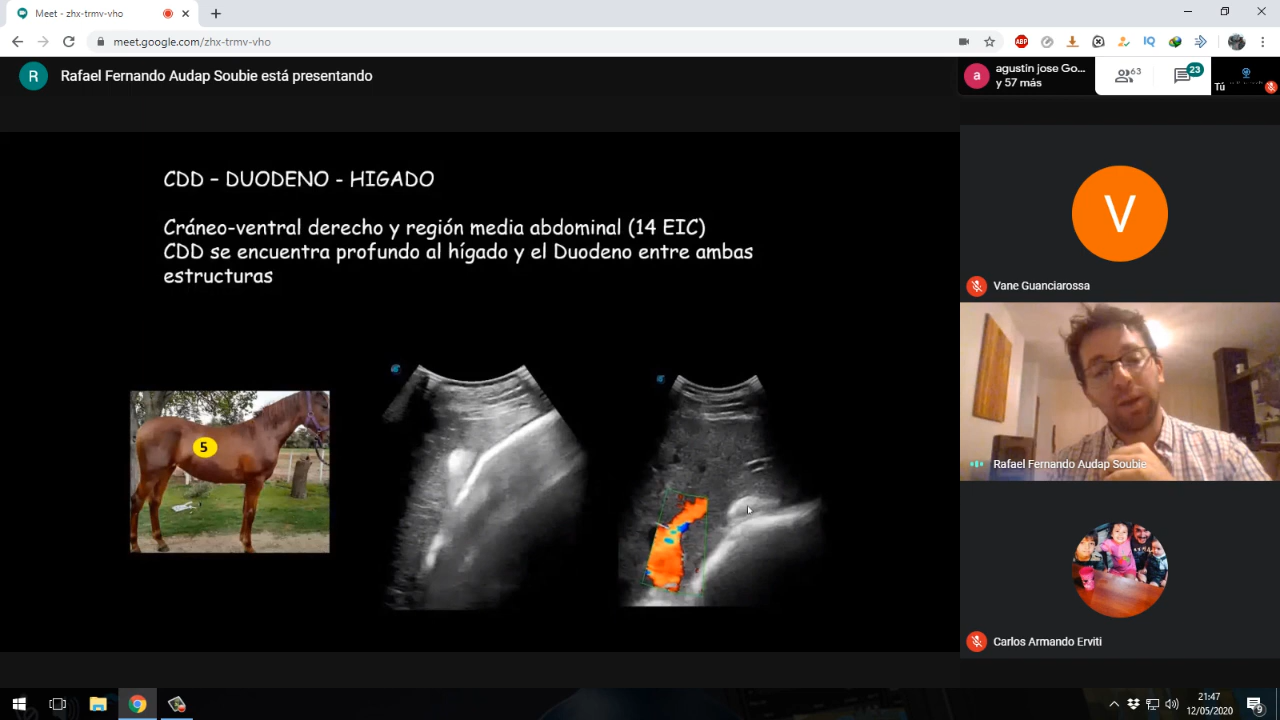 Meet - zhx-trmv-vho
meet.google.com/zhx-trmv-vho
ABP
IQ
R
Rafael Fernando Audap Soubie está presentando
a
agustin jose Go...
y 57 más
63
23
Tú
CDD – DUODENO - HIGADO
Cráneo-ventral derecho y región media abdominal (14 EIC)
CDD se encuentra profundo al hígado y el Duodeno entre ambas
estructuras
5
V
Vane Guanciarossa
Rafael Fernando Audap Soubie
Carlos Armando Erviti
21:47
12/05/2020
9